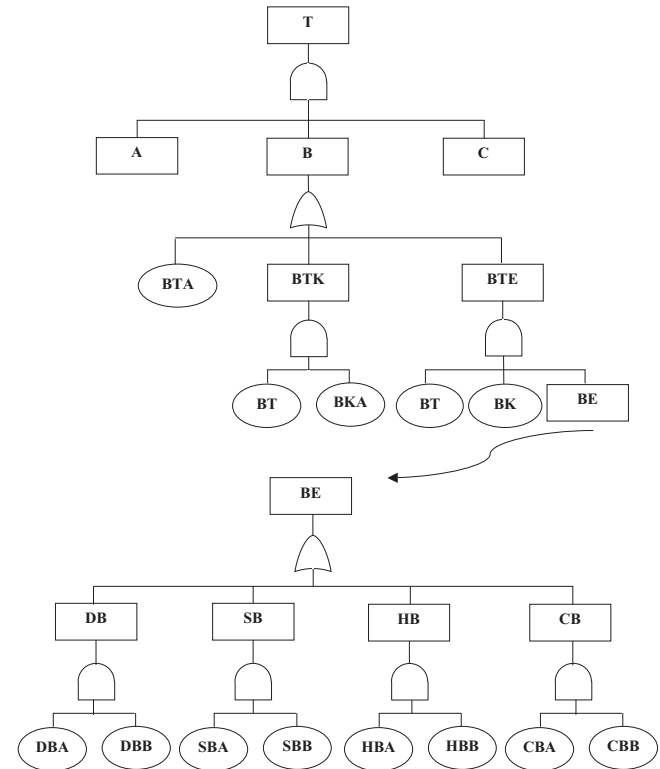 T
A B C
BTA BTK BTE
BT BKA BT BK BE
BE
DB SB HB CB
DBA DBB SBA SBB HBA HBB CBA CBB